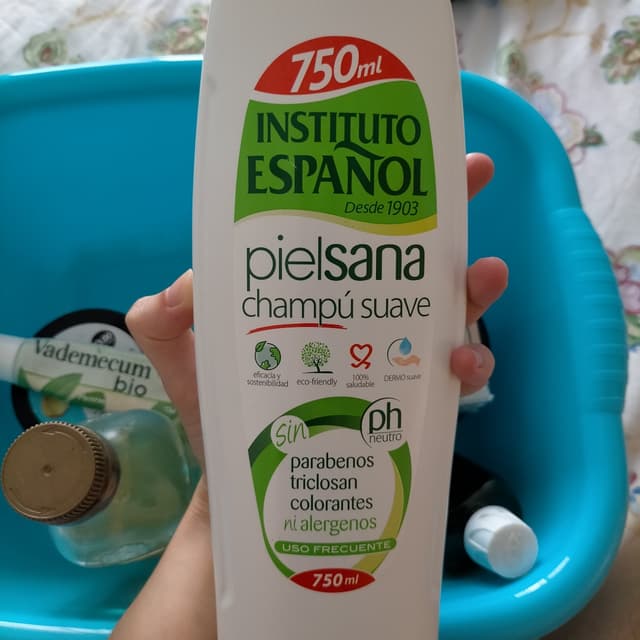 750ml
INSTITUTO
ESPAÑOL
Desde 1903
pielsana
champú suave
eficacia y
sostenibilidad
eco-friendly
100%
saludable
DERMO suave
sin
ph
neutro
parabenos
triclosan
colorantes
ni alergenos
USO FRECUENTE
750ml
Vademecum
bio